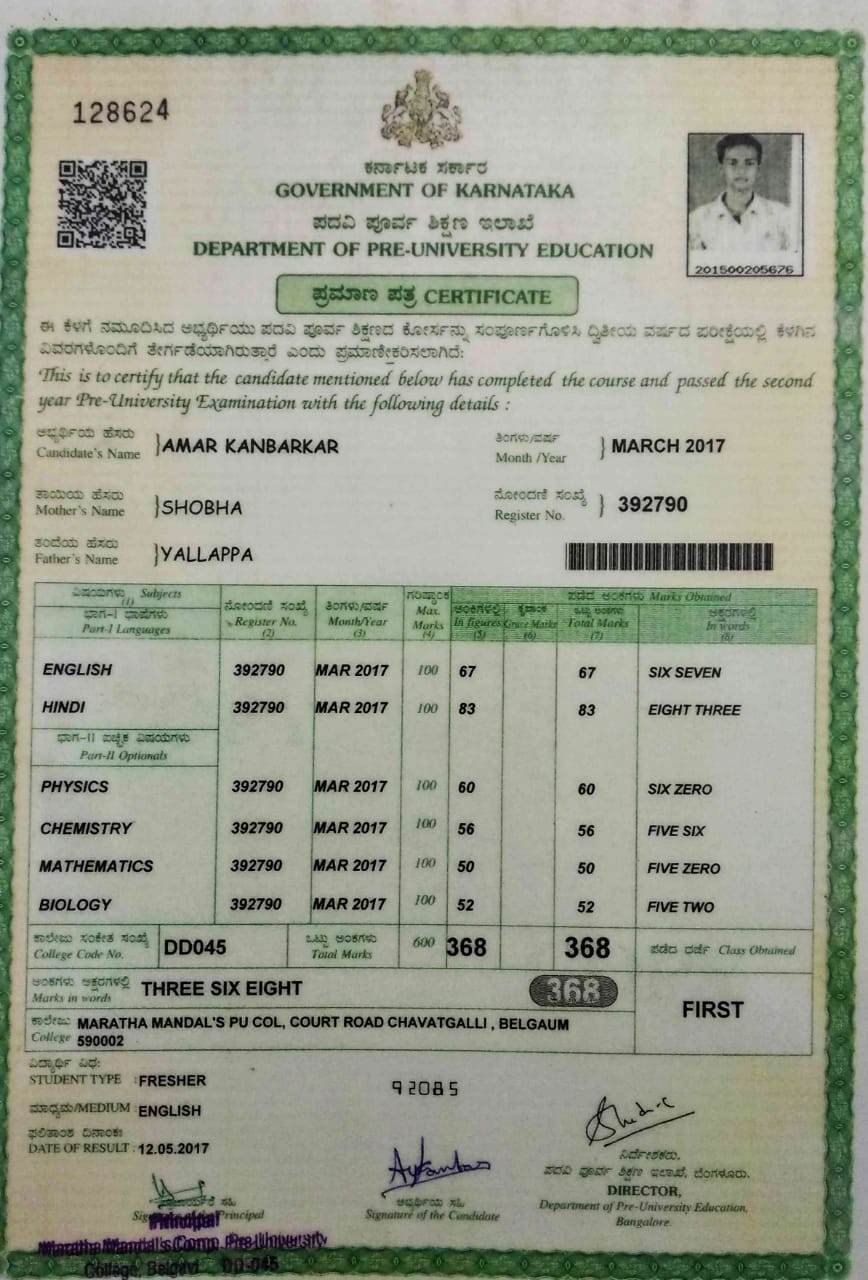 128624
ಕರ್ನಾಟಕ ಸರ್ಕಾರ
GOVERNMENT OF KARNATAKA
ಪದವಿ ಪೂರ್ವ ಶಿಕ್ಷಣ ಇಲಾಖೆ
DEPARTMENT OF PRE-UNIVERSITY EDUCATION
201500205676
ಪ್ರಮಾಣ ಪತ್ರ CERTIFICATE
ಈ ಕೆಳಗೆ ನಮೂದಿಸಿದ ಅಭ್ಯರ್ಥಿಯು ಪದವಿ ಪೂರ್ವ ಶಿಕ್ಷಣದ ಕೋರ್ಸನ್ನು ಸಂಪೂರ್ಣಗೊಳಿಸಿ ದ್ವಿತೀಯ ವರ್ಷದ ಪರೀಕ್ಷೆಯಲ್ಲಿ ಕೆಳಗಿನ
ವಿವರಗಳೊಂದಿಗೆ ತೇರ್ಗಡೆಯಾಗಿರುತ್ತಾರೆ ಎಂದು ಪ್ರಮಾಣೀಕರಿಸಲಾಗಿದೆ:
This is to certify that the candidate mentioned below has completed the course and passed the second
year Pre-University Examination with the following details :
ಅಭ್ಯರ್ಥಿಯ ಹೆಸರು ತಿಂಗಳು/ವರ್ಷ
Candidate's Name } AMAR KANBARKAR Month /Year } MARCH 2017
ತಾಯಿಯ ಹೆಸರು ನೋಂದಣಿ ಸಂಖ್ಯೆ
Mother's Name } SHOBHA Register No. } 392790
ತಂದೆಯ ಹೆಸರು
Father's Name } YALLAPPA
ವಿಷಯಗಳು Subjects (1) ನೋಂದಣಿ ಸಂಖ್ಯೆ Register No. (2) ತಿಂಗಳು/ವರ್ಷ Month/Year (3) ಗರಿಷ್ಠಾಂಕ Max. Marks (4) ಪಡೆದ ಅಂಕಗಳು Marks Obtained
ಭಾಗ-I ಭಾಷೆಗಳು Part-I Languages ಅಂಕಿಗಳಲ್ಲಿ In figures (5) ಕೃಪಾಂಕ Grace Marks (6) ಒಟ್ಟು ಅಂಕಗಳು Total Marks (7) ಅಕ್ಷರಗಳಲ್ಲಿ In words (8)
ENGLISH 392790 MAR 2017 100 67 67 SIX SEVEN
HINDI 392790 MAR 2017 100 83 83 EIGHT THREE
ಭಾಗ-II ಐಚ್ಛಿಕ ವಿಷಯಗಳು
Part-II Optionals
PHYSICS 392790 MAR 2017 100 60 60 SIX ZERO
CHEMISTRY 392790 MAR 2017 100 56 56 FIVE SIX
MATHEMATICS 392790 MAR 2017 100 50 50 FIVE ZERO
BIOLOGY 392790 MAR 2017 100 52 52 FIVE TWO
ಕಾಲೇಜು ಸಂಕೇತ ಸಂಖ್ಯೆ ಒಟ್ಟು ಅಂಕಗಳು
College Code No. DD045 Total Marks 600 368 368 ಪಡೆದ ದರ್ಜೆ Class Obtained
ಅಂಕಗಳು ಅಕ್ಷರಗಳಲ್ಲಿ
Marks in words THREE SIX EIGHT 368 FIRST
ಕಾಲೇಜು MARATHA MANDAL'S PU COL, COURT ROAD CHAVATGALLI , BELGAUM
College 590002
ವಿದ್ಯಾರ್ಥಿ ವಿಧ:
STUDENT TYPE : FRESHER
92085
ಮಾಧ್ಯಮ/MEDIUM : ENGLISH
ಫಲಿತಾಂಶ ದಿನಾಂಕ:
DATE OF RESULT : 12.05.2017
ನಿರ್ದೇಶಕರು.
ಪದವಿ ಪೂರ್ವ ಶಿಕ್ಷಣ ಇಲಾಖೆ, ಬೆಂಗಳೂರು.
DIRECTOR,
Department of Pre-University Education,
Bangalore.
ಅಭ್ಯರ್ಥಿಯ ಸಹಿ
Signature of the Candidate
ಸಹಿ
Principal
Principal
Maratha Mandal's Comp. Pre-University
College, Belgavi DD-045